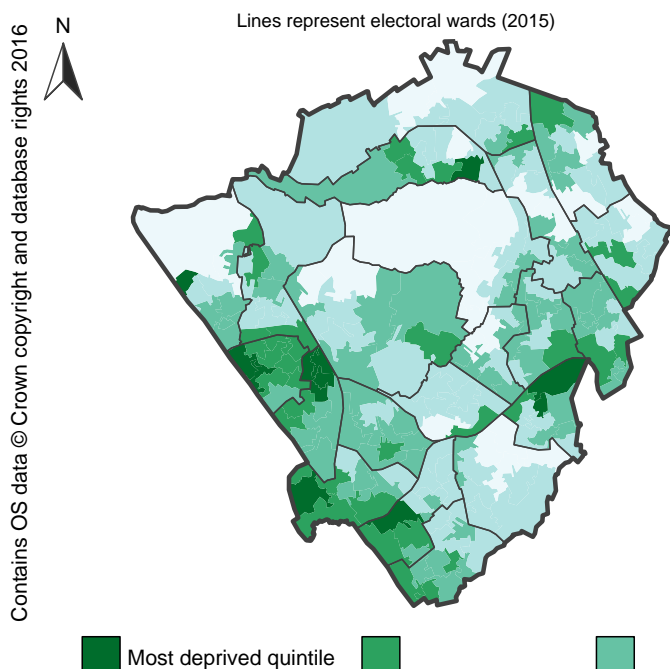 Lines represent electoral wards (2015)
N
Contains OS data © Crown copyright and database rights 2016
Most deprived quintile